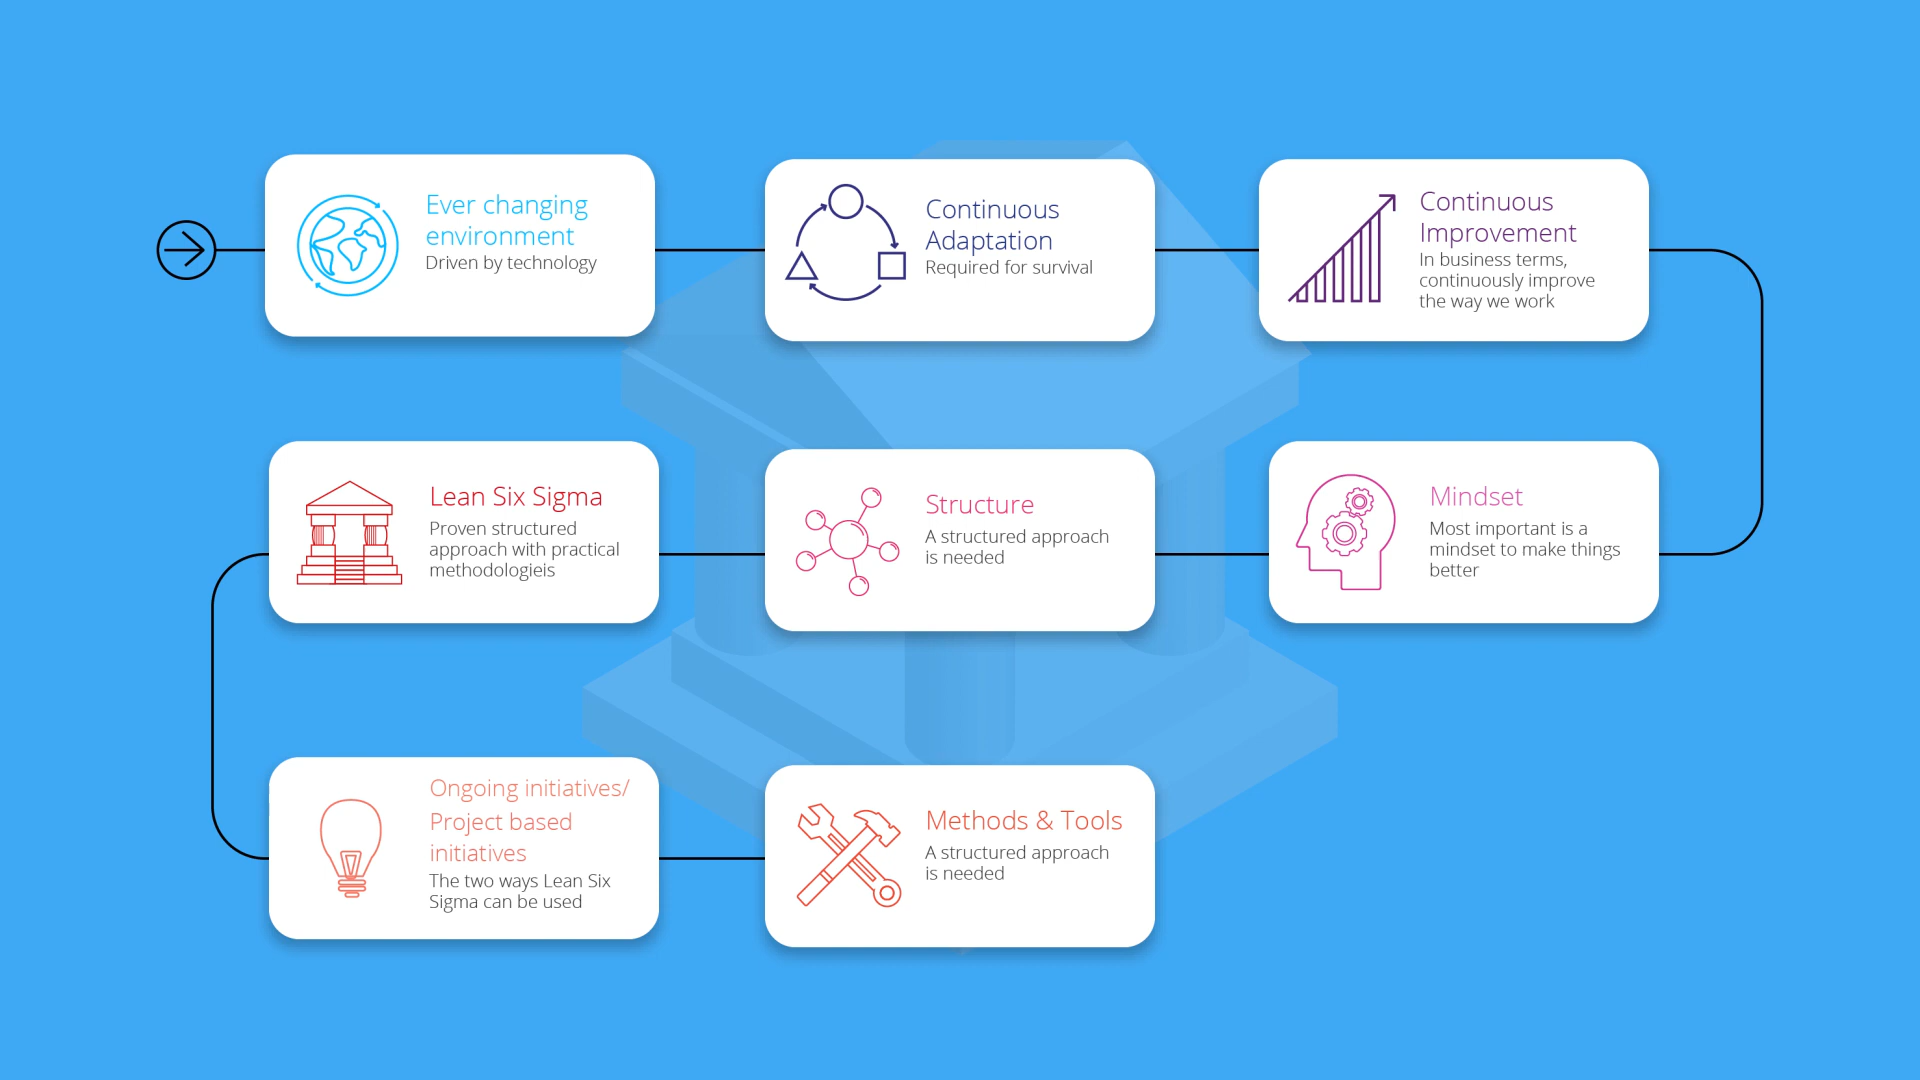 Ever changing
environment
Driven by technology
Continuous
Adaptation
Required for survival
Continuous
Improvement
In business terms,
continuously improve
the way we work
Mindset
Most important is a
mindset to make things
better
Structure
A structured approach
is needed
Lean Six Sigma
Proven structured
approach with practical
methodologieis
Ongoing initiatives/
Project based
initiatives
The two ways Lean Six
Sigma can be used
Methods & Tools
A structured approach
is needed